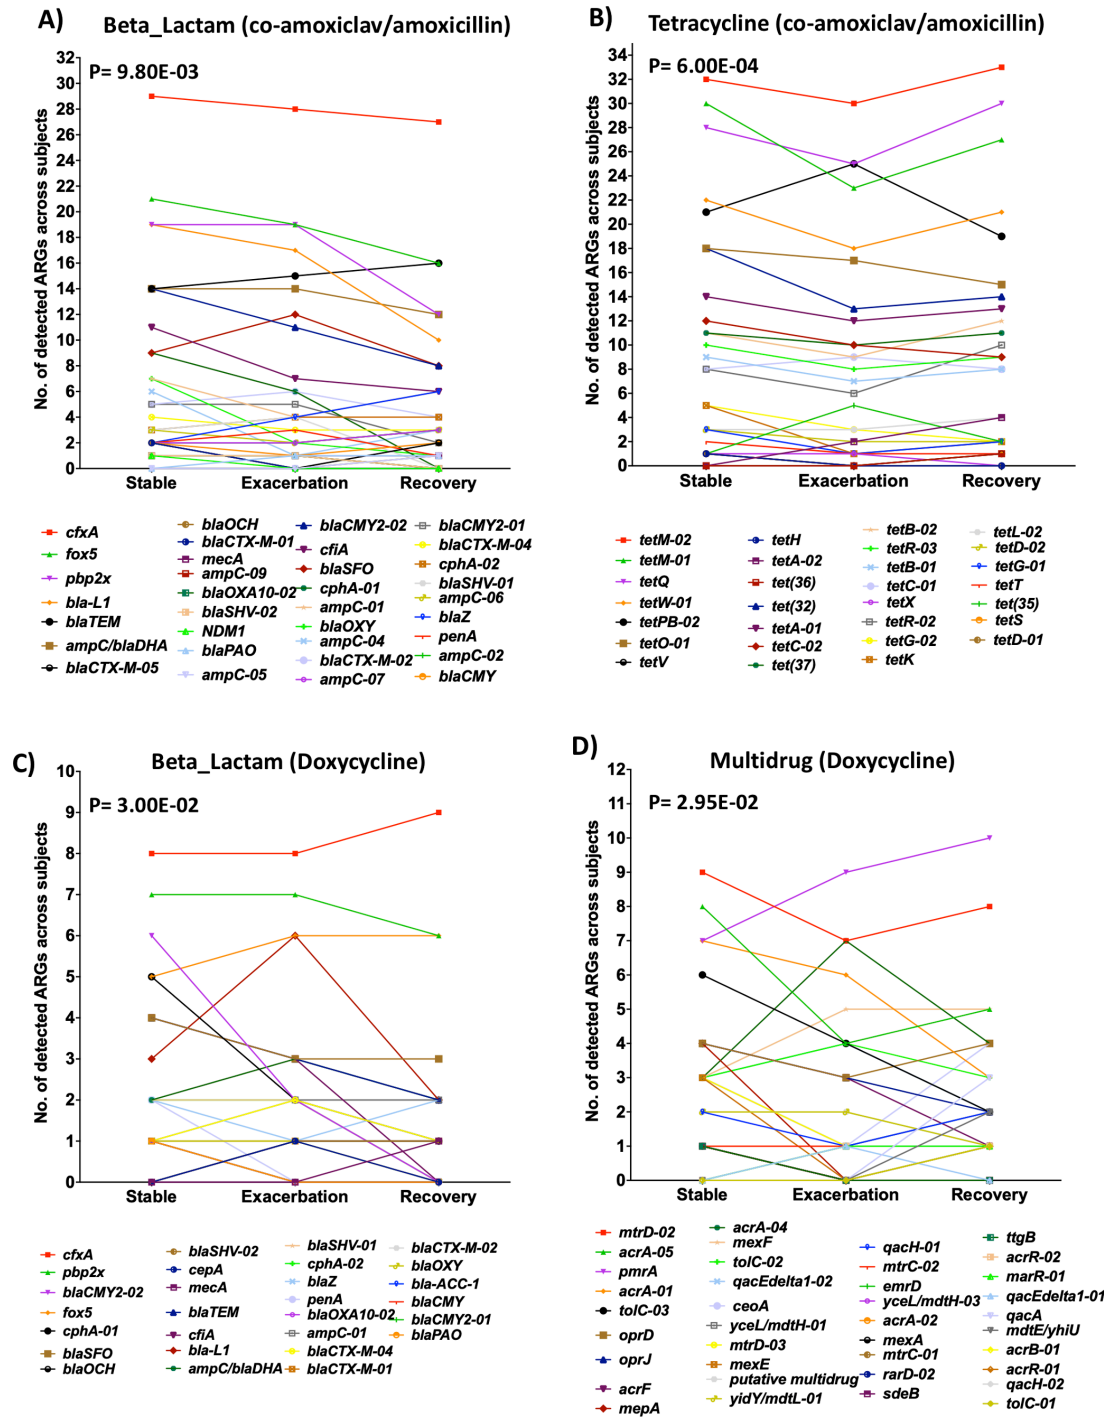 A)
Beta_Lactam (co-amoxiclav/amoxicillin)
P= 9.80E-03
No. of detected ARGs across subjects
32
30
28
26
24
22
20
18
16
14
12
10
8
6
4
2
0
Stable Exacerbation Recovery
cfxA
fox5
pbp2x
bla-L1
blaTEM
ampC/blaDHA
blaCTX-M-05
blaOCH
blaCTX-M-01
mecA
ampC-09
blaOXA10-02
blaSHV-02
NDM1
blaPAO
ampC-05
blaCMY2-02
cfiA
blaSFO
cphA-01
ampC-01
blaOXY
ampC-04
blaCTX-M-02
ampC-07
blaCMY2-01
blaCTX-M-04
cphA-02
blaSHV-01
ampC-06
blaZ
penA
ampC-02
blaCMY
B)
Tetracycline (co-amoxiclav/amoxicillin)
P= 6.00E-04
No. of detected ARGs across subjects
34
32
30
28
26
24
22
20
18
16
14
12
10
8
6
4
2
0
Stable Exacerbation Recovery
tetM-02
tetM-01
tetQ
tetW-01
tetPB-02
tetO-01
tetV
tetH
tetA-02
tet(36)
tet(32)
tetA-01
tetC-02
tet(37)
tetB-02
tetR-03
tetB-01
tetC-01
tetX
tetR-02
tetG-02
tetK
tetL-02
tetD-02
tetG-01
tetT
tet(35)
tetS
tetD-01
C)
Beta_Lactam (Doxycycline)
P= 3.00E-02
No. of detected ARGs across subjects
10
9
8
7
6
5
4
3
2
1
0
Stable Exacerbation Recovery
cfxA
pbp2x
blaCMY2-02
fox5
cphA-01
blaSFO
blaOCH
blaSHV-02
cepA
mecA
blaTEM
cfiA
bla-L1
ampC/blaDHA
blaSHV-01
cphA-02
blaZ
penA
blaOXA10-02
ampC-01
blaCTX-M-04
blaCTX-M-01
blaCTX-M-02
blaOXY
bla-ACC-1
blaCMY
blaCMY2-01
blaPAO
D)
Multidrug (Doxycycline)
P= 2.95E-02
No. of detected ARGs across subjects
12
11
10
9
8
7
6
5
4
3
2
1
0
Stable Exacerbation Recovery
mtrD-02
acrA-05
pmrA
acrA-01
tolC-03
oprD
oprJ
acrF
mepA
acrA-04
mexF
tolC-02
qacEdelta1-02
ceoA
yceL/mdtH-01
mtrD-03
mexE
putative multidrug
yidY/mdtL-01
qacH-01
mtrC-02
emrD
yceL/mdtH-03
acrA-02
mexA
mtrC-01
rarD-02
sdeB
ttgB
acrR-02
marR-01
qacEdelta1-01
qacA
mdtE/yhiU
acrB-01
acrR-01
qacH-02
tolC-01